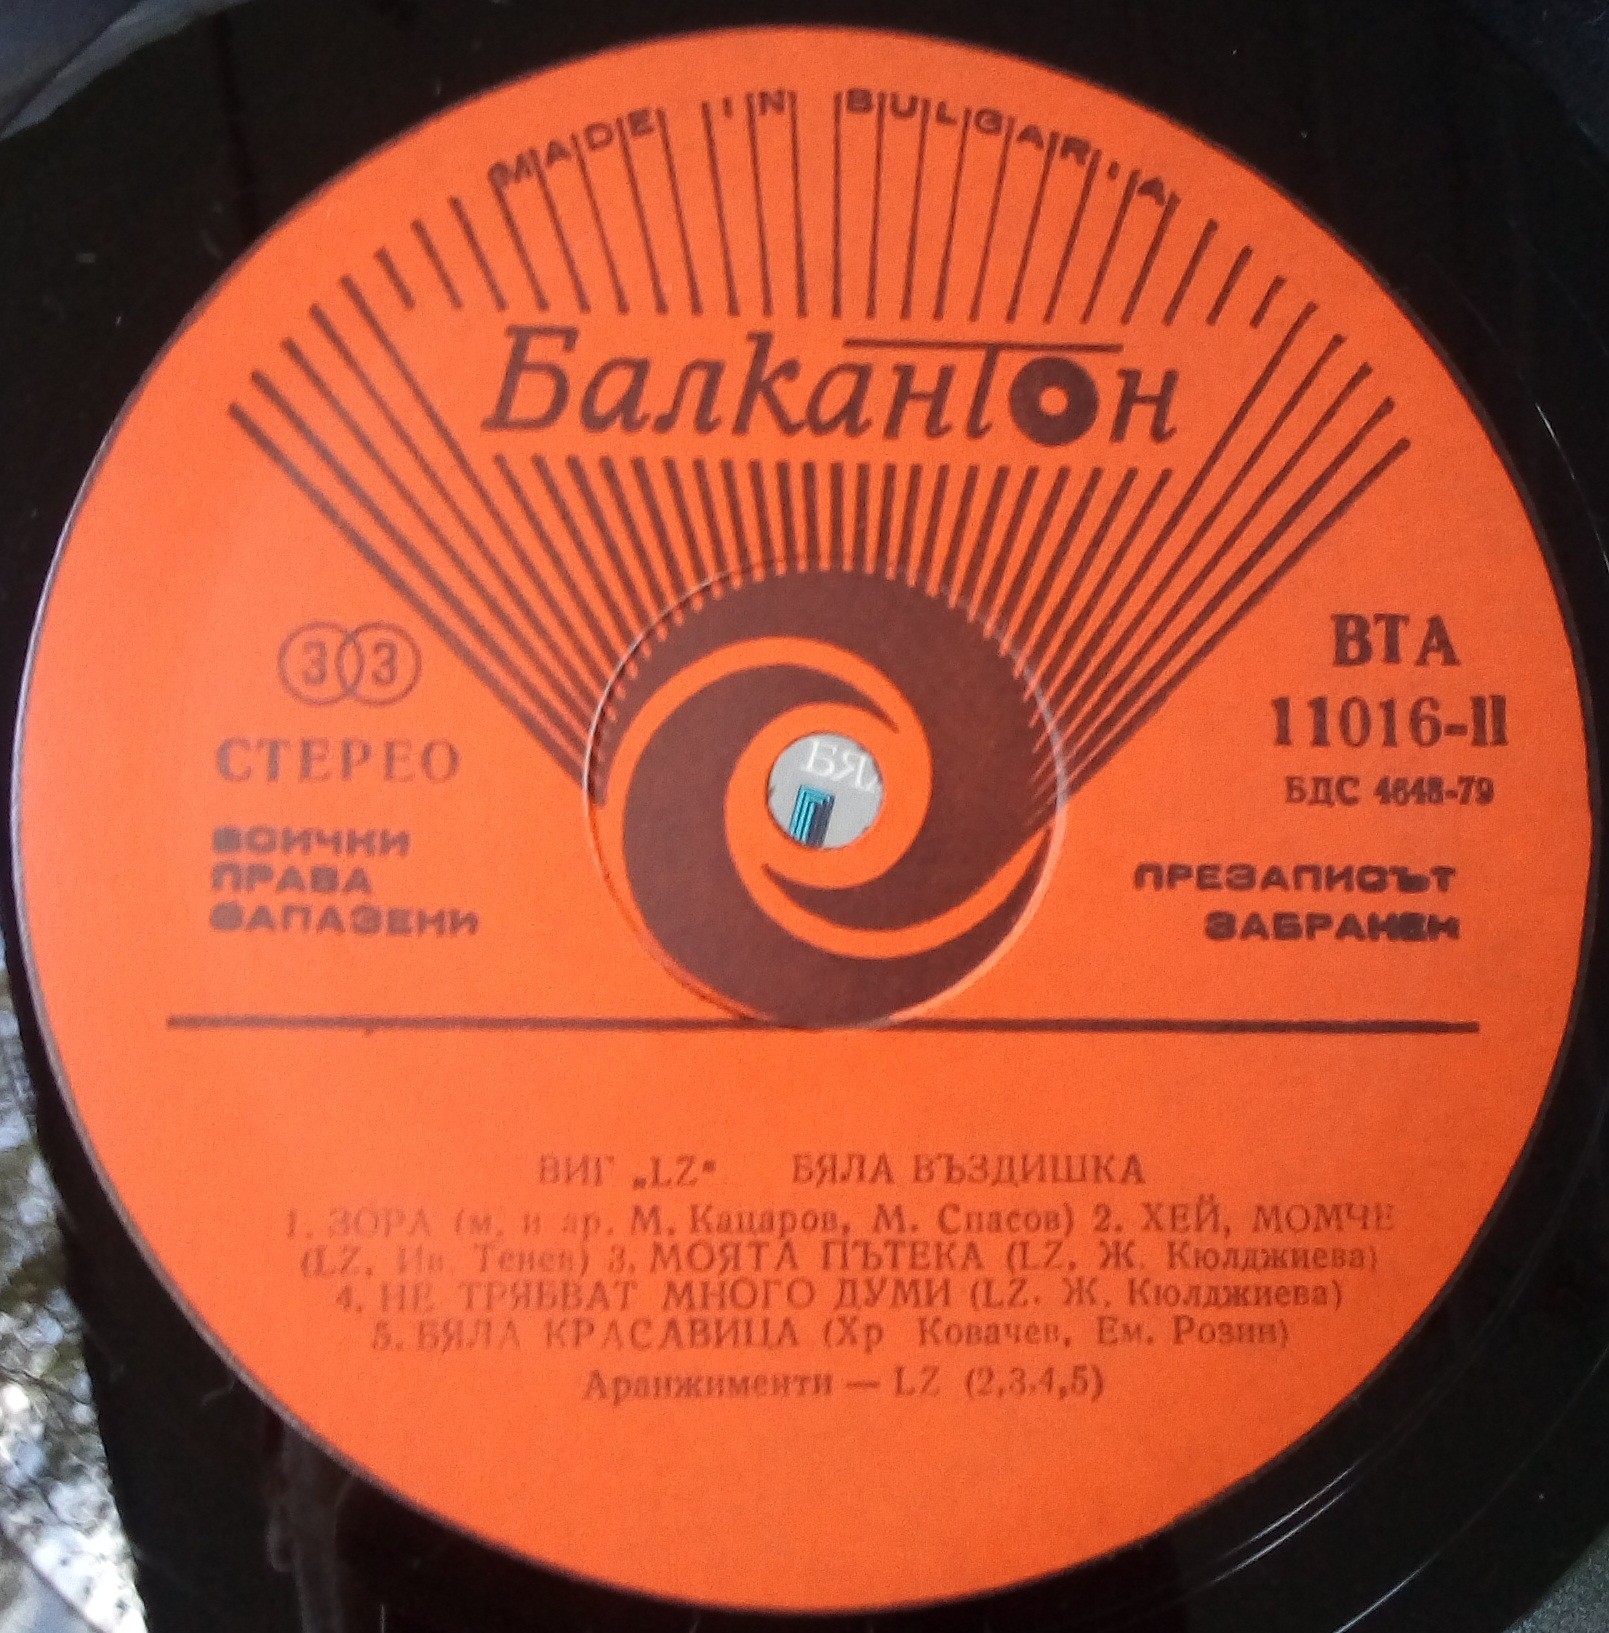 MADE IN BULGARIA
Балкантон
33
СТЕРЕО
ВСИЧКИ
ПРАВА
ЗАПАЗЕНИ
ВТА
11016-II
БДС 4648-79
ПРЕЗАПИСЪТ
ЗАБРАНЕН
БЯЛ
ВИГ „LZ“ БЯЛА ВЪЗДИШКА
1. ЗОРА (м. и ар. М. Кацаров, М. Спасов) 2. ХЕЙ, МОМЧЕ
(LZ, Ив. Тенев) 3. МОЯТА ПЪТЕКА (LZ, Ж. Кюлджиева)
4. НЕ ТРЯБВАТ МНОГО ДУМИ (LZ. Ж. Кюлджиева)
5. БЯЛА КРАСАВИЦА (Хр Ковачев, Ем. Розин)
Аранжименти — LZ (2,3.4,5)